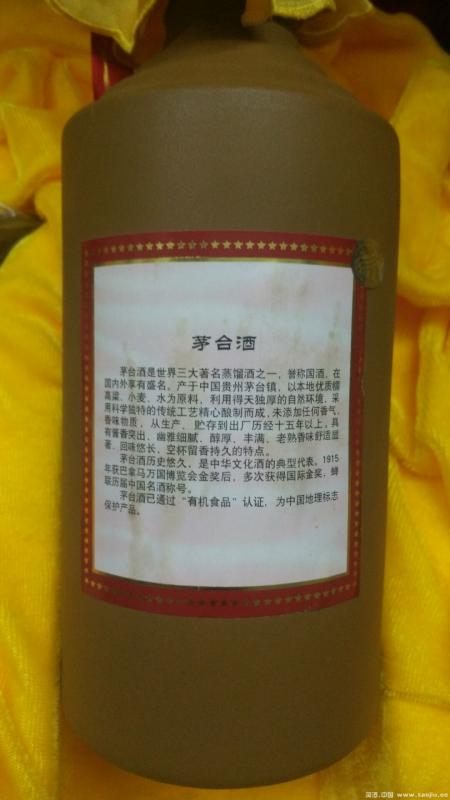 茅台酒
茅台酒是世界三大著名蒸馏酒之一，誉称国酒，在
国内外享有盛名。产于中国贵州茅台镇，以本地优质糯
高粱、小麦、水为原料，利用得天独厚的自然环境，采
用科学独特的传统工艺精心酿制而成，未添加任何香气、
香味物质，从生产、贮存到出厂历经十五年以上，具
有酱香突出、幽雅细腻、醇厚、丰满、老熟香味舒适显
著、回味悠长，空杯留香持久的特点。
茅台酒历史悠久，是中华文化酒的典型代表。1915
年获巴拿马万国博览会金奖后，多次获得国际金奖，蝉
联历届中国名酒称号。
茅台酒已通过“有机食品”认证，为中国地理标志
保护产品。